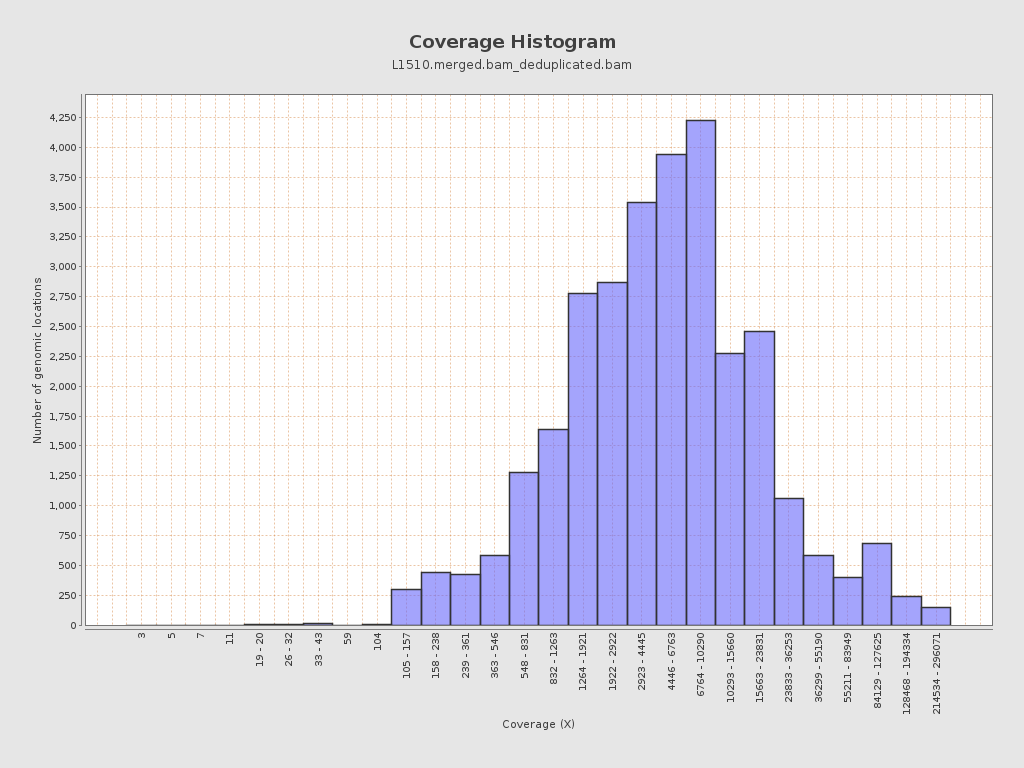 Coverage Histogram
L1510.merged.bam_deduplicated.bam
Number of genomic locations
4,250
4,000
3,750
3,500
3,250
3,000
2,750
2,500
2,250
2,000
1,750
1,500
1,250
1,000
750
500
250
0
3
5
7
11
19 - 20
26 - 32
33 - 43
59
104
105 - 157
158 - 238
239 - 361
363 - 546
548 - 831
832 - 1263
1264 - 1921
1922 - 2922
2923 - 4445
4446 - 6763
6764 - 10290
10293 - 15660
15663 - 23831
23833 - 36253
36299 - 55190
55211 - 83949
84129 - 127625
128468 - 194334
214534 - 296071
Coverage (X)